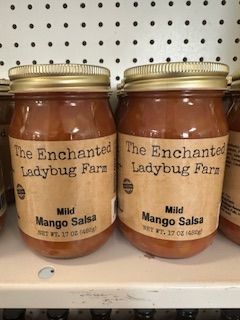 The Enchanted
Ladybug Farm
Mild
Mango Salsa
NET WT. 17 OZ (482g)
The Enchanted
Ladybug Farm
Mild
Mango Salsa
NET WT. 17 OZ (482g)